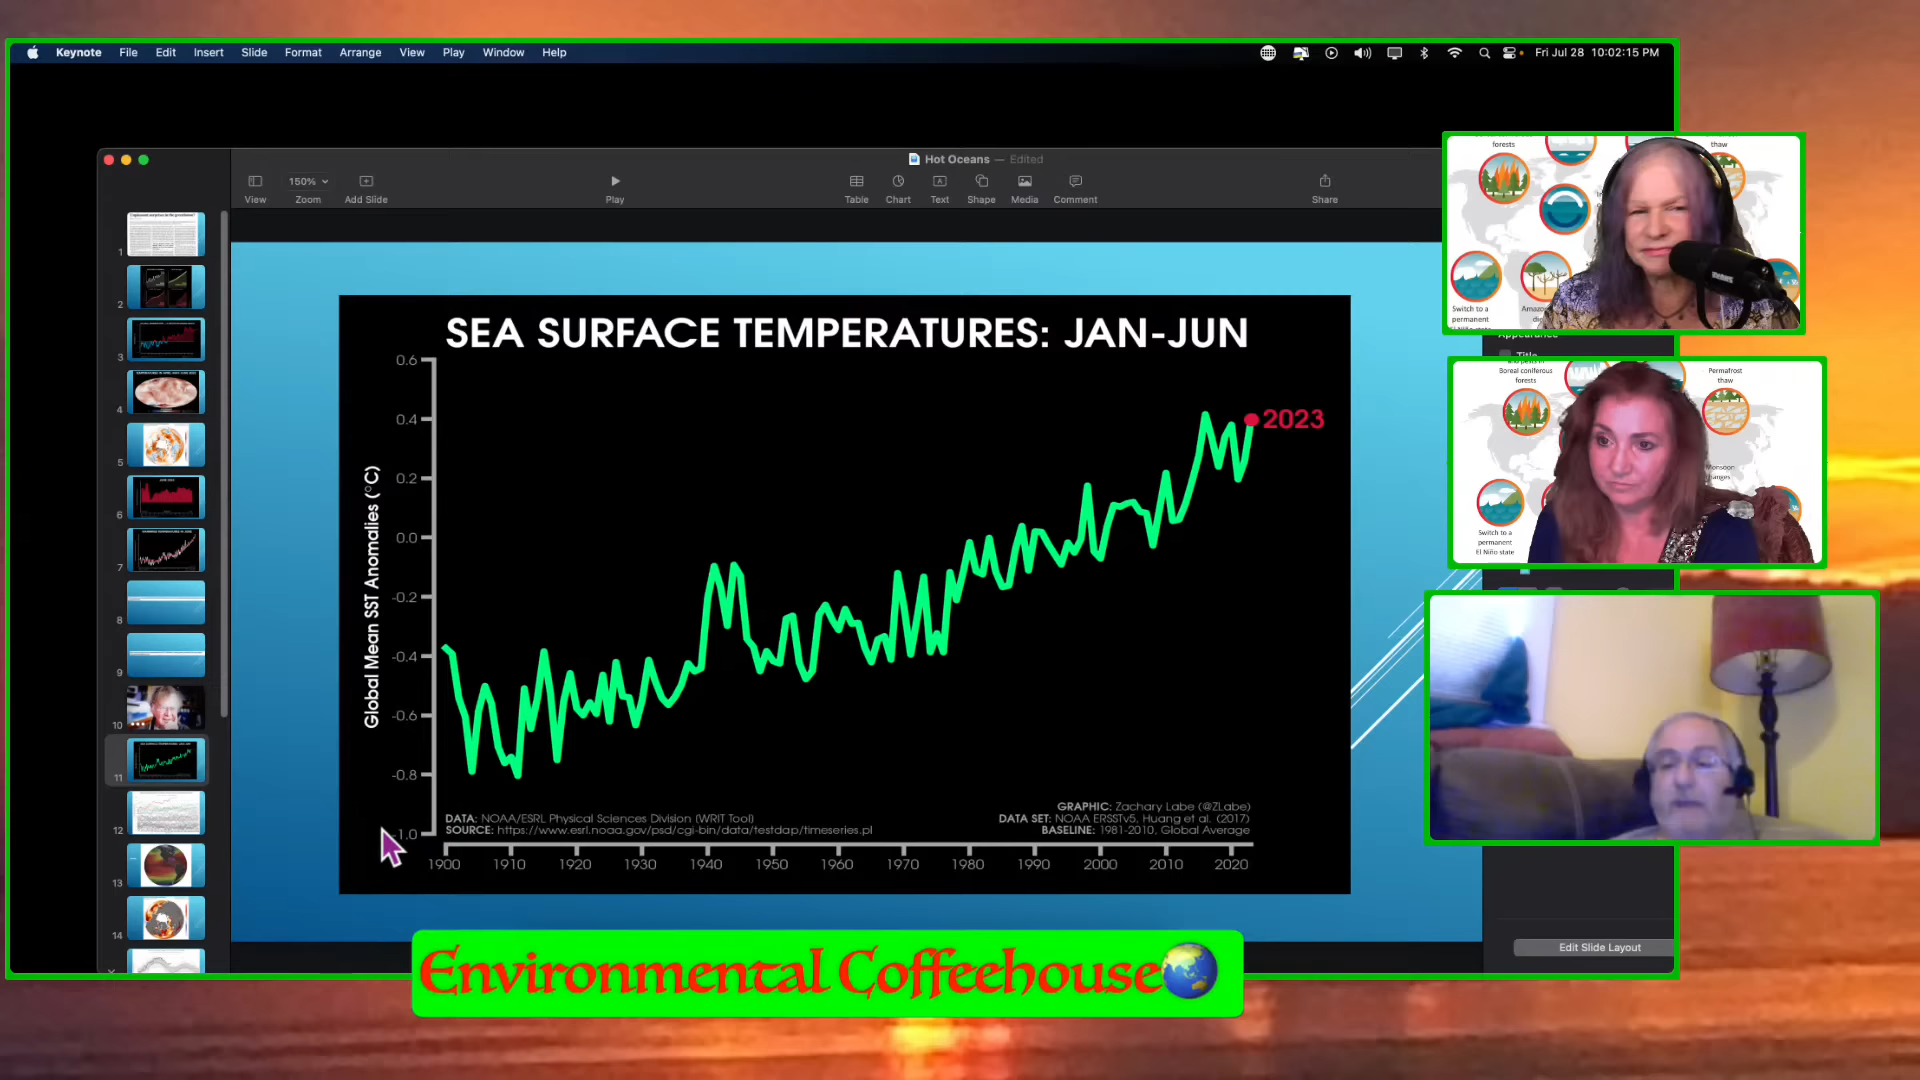 Keynote File Edit Insert Slide Format Arrange View Play Window Help
Fri Jul 28 10:02:15 PM
Hot Oceans — Edited
150%
View Zoom Add Slide Play Table Chart Text Shape Media Comment Share
1
2
3
4
5
6
7
8
9
10
11
12
13
14
SEA SURFACE TEMPERATURES: JAN-JUN
Global Mean SST Anomalies (°C)
0.6
0.4
0.2
0.0
-0.2
-0.4
-0.6
-0.8
-1.0
2023
DATA: NOAA/ESRL Physical Sciences Division (WRIT Tool)
SOURCE: https://www.esrl.noaa.gov/psd/cgi-bin/data/testdap/timeseries.pl
GRAPHIC: Zachary Labe (@ZLabe)
DATA SET: NOAA ERSSTv5, Huang et al. (2017)
BASELINE: 1981-2010, Global Average
1900 1910 1920 1930 1940 1950 1960 1970 1980 1990 2000 2010 2020
forests
thaw
Switch to a
permanent
Boreal coniferous
forests
Permafrost
thaw
Switch to a
permanent
El Niño state
Edit Slide Layout
Environmental Coffeehouse